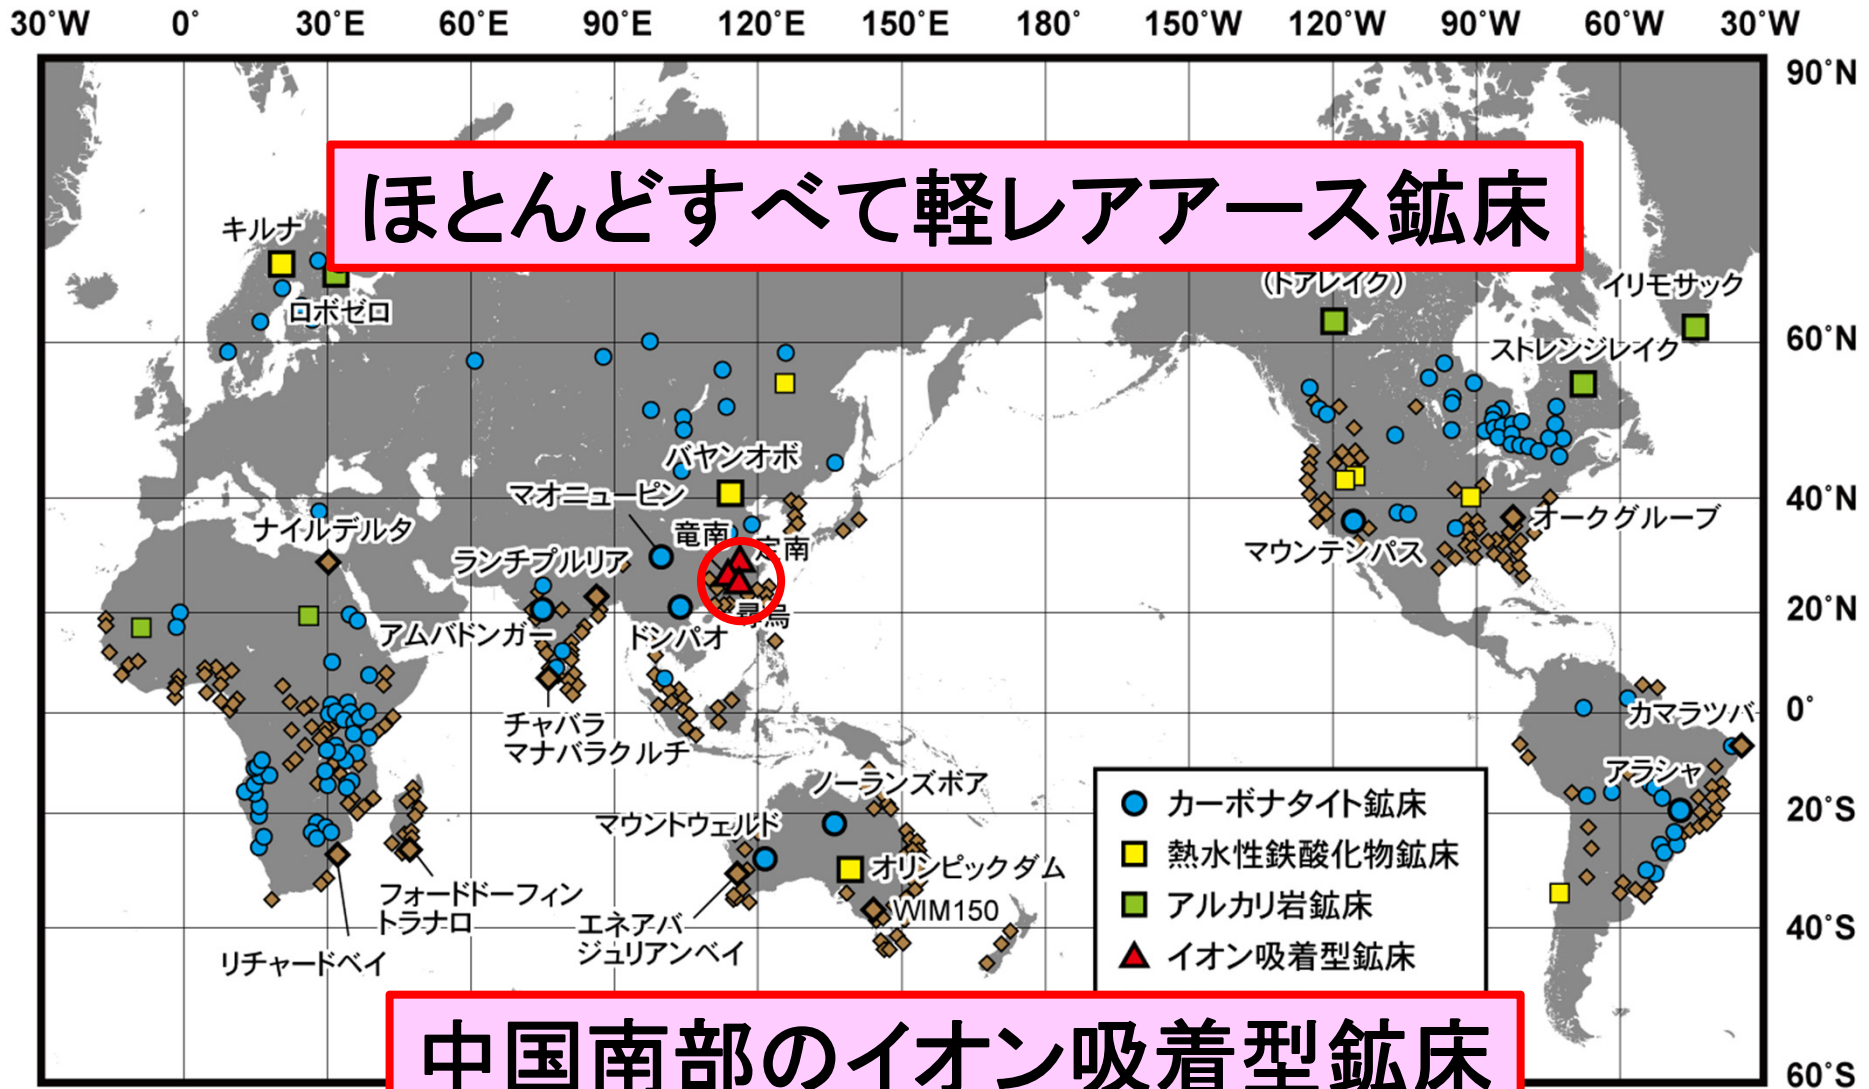 30°W 0° 30°E 60°E 90°E 120°E 150°E 180° 150°W 120°W 90°W 60°W 30°W
90°N
ほとんどすべて軽レアアース鉱床
キルナ
(トアレイク)
イリモサック
ロボゼロ
60°N
ストレンジレイク
バヤンオボ
マオニューピン
40°N
ナイルデルタ
竜南
定南
オークグルーブ
ランチプルリア
マウンテンパス
尋烏
20°N
アムバドンガー
ドンパオ
0°
カマラツバ
チャバラ
マナバラクルチ
アラシャ
ノーランズボア
カーボナタイト鉱床
20°S
マウントウェルド
熱水性鉄酸化物鉱床
オリンピックダム
フォードドーフィン
トラナロ
アルカリ岩鉱床
WIM150
エネアバ
ジュリアンベイ
40°S
リチャードベイ
イオン吸着型鉱床
中国南部のイオン吸着型鉱床
60°S